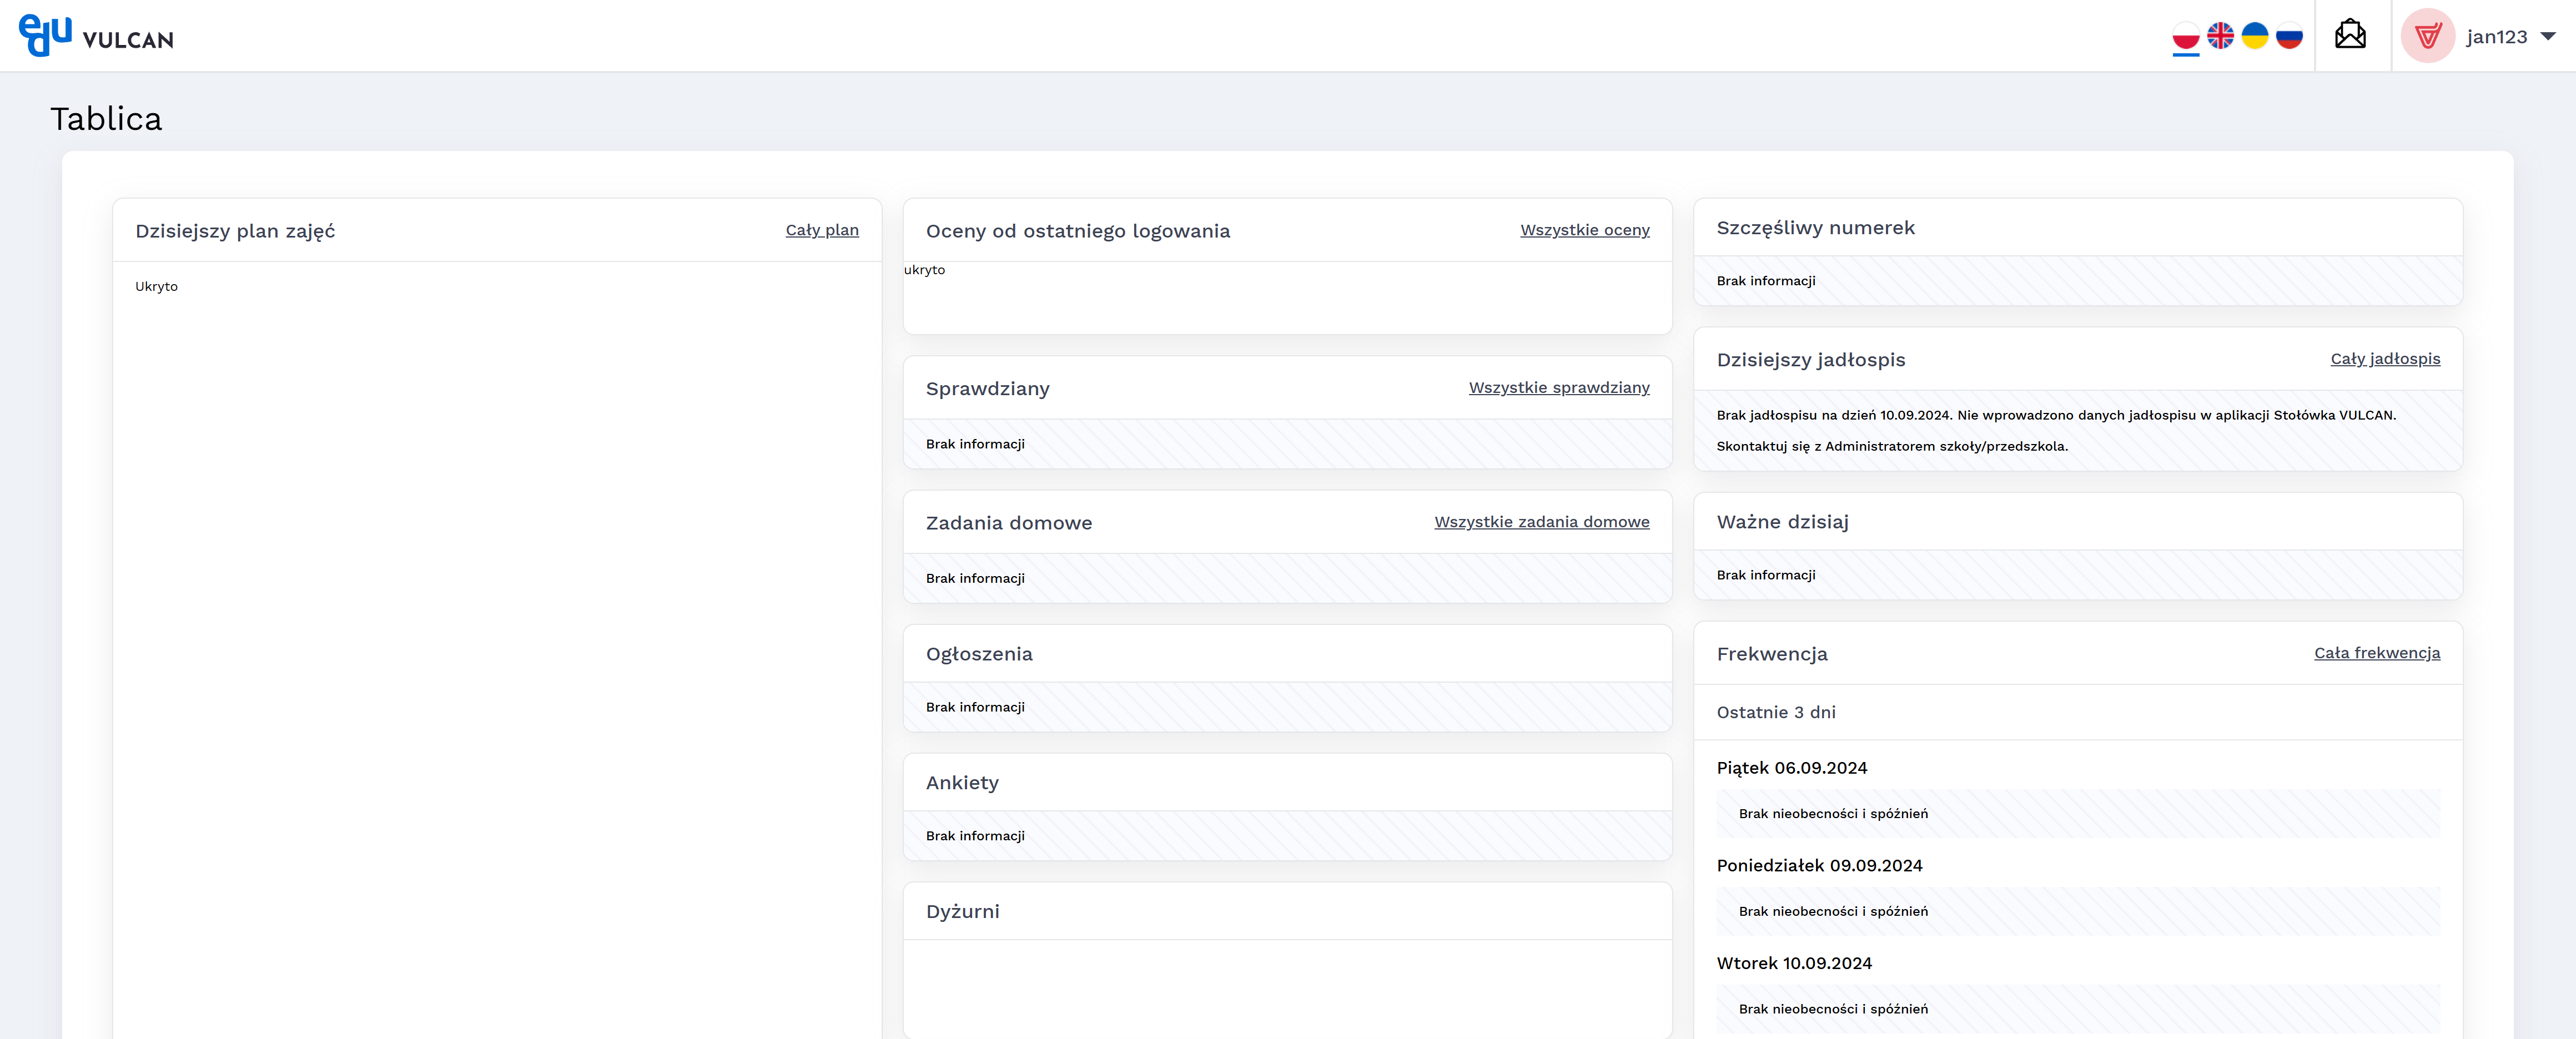 edu VULCAN
jan123
Tablica
Dzisiejszy plan zajęć
Cały plan
Ukryto
Oceny od ostatniego logowania
Wszystkie oceny
ukryto
Sprawdziany
Wszystkie sprawdziany
Brak informacji
Zadania domowe
Wszystkie zadania domowe
Brak informacji
Ogłoszenia
Brak informacji
Ankiety
Brak informacji
Dyżurni
Szczęśliwy numerek
Brak informacji
Dzisiejszy jadłospis
Cały jadłospis
Brak jadłospisu na dzień 10.09.2024. Nie wprowadzono danych jadłospisu w aplikacji Stołówka VULCAN.
Skontaktuj się z Administratorem szkoły/przedszkola.
Ważne dzisiaj
Brak informacji
Frekwencja
Cała frekwencja
Ostatnie 3 dni
Piątek 06.09.2024
Brak nieobecności i spóźnień
Poniedziałek 09.09.2024
Brak nieobecności i spóźnień
Wtorek 10.09.2024
Brak nieobecności i spóźnień